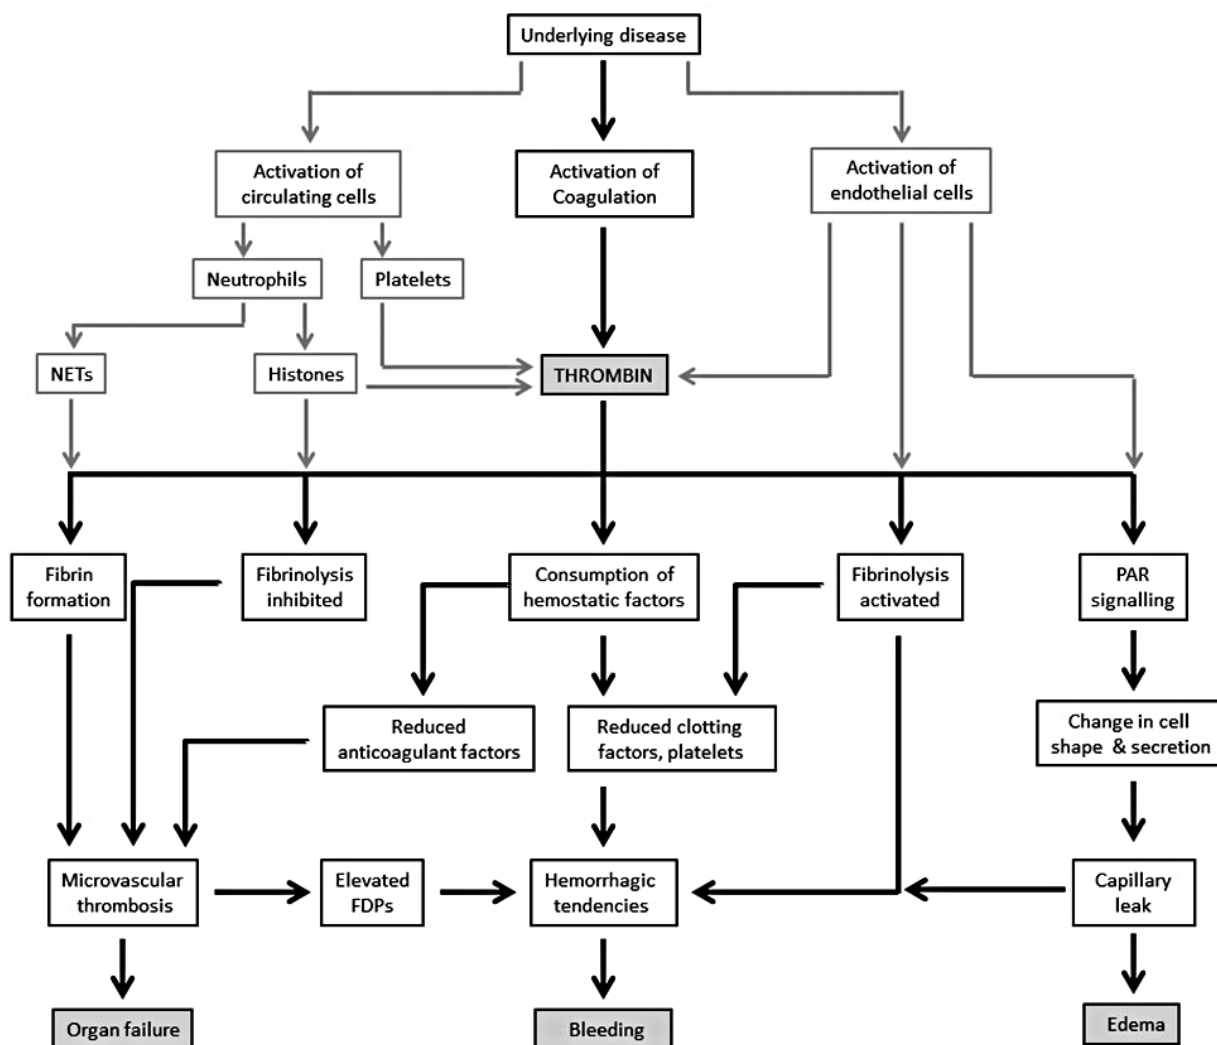 Underlying disease
Activation of
circulating cells
Activation of
Coagulation
Activation of
endothelial cells
Neutrophils
Platelets
NETs
Histones
THROMBIN
Fibrin
formation
Fibrinolysis
inhibited
Consumption of
hemostatic factors
Fibrinolysis
activated
PAR
signalling
Reduced
anticoagulant factors
Reduced clotting
factors, platelets
Change in cell
shape & secretion
Microvascular
thrombosis
Elevated
FDPs
Hemorrhagic
tendencies
Capillary
leak
Organ failure
Bleeding
Edema